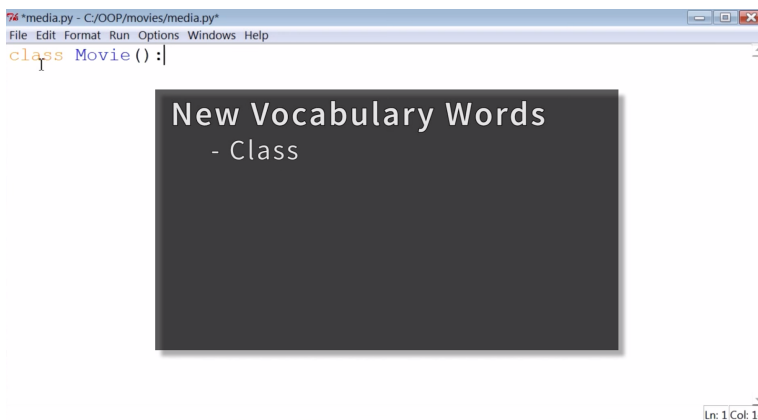 *media.py - C:/OOP/movies/media.py*
File Edit Format Run Options Windows Help
class Movie():
New Vocabulary Words
- Class
Ln: 1 Col: 1